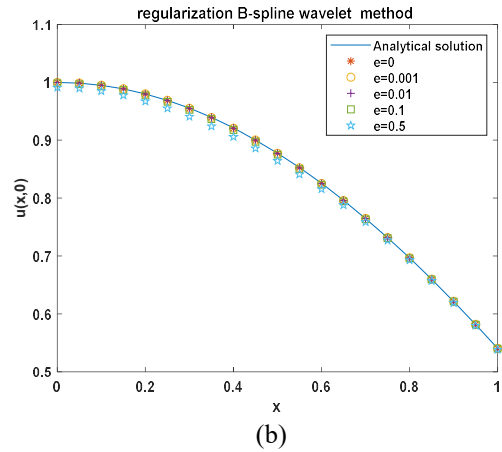 regularization B-spline wavelet method
1.1
1
0.9
0.8
0.7
0.6
0.5
u(x,0)
Analytical solution
e=0
e=0.001
e=0.01
e=0.1
e=0.5
0 0.2 0.4 0.6 0.8 1
x
(b)